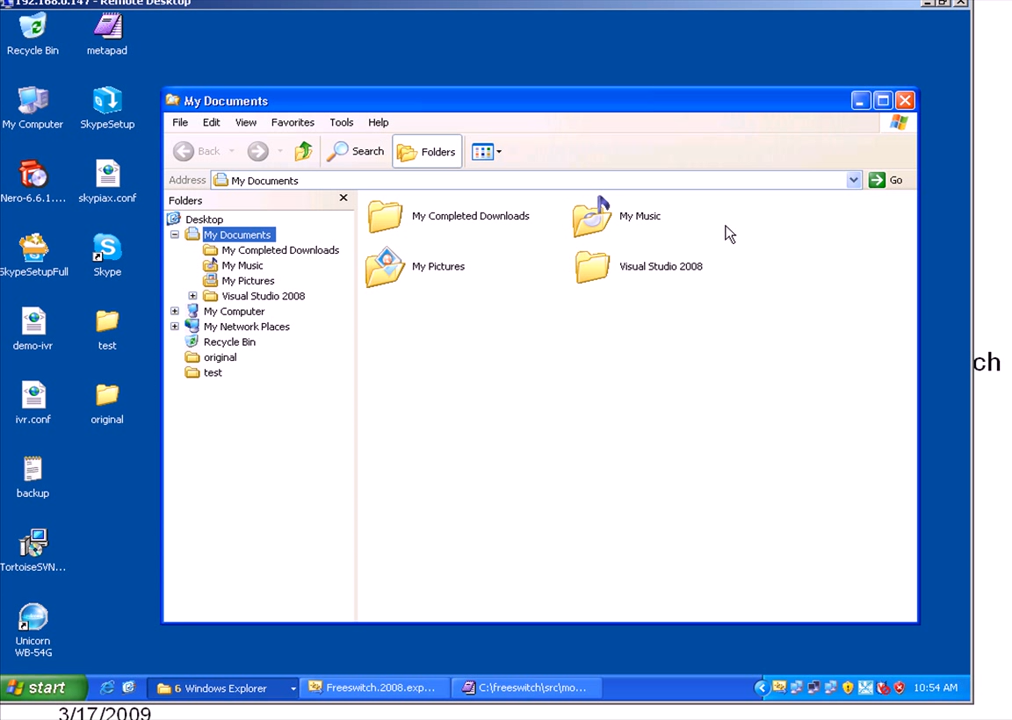 192.168.0.147 - Remote Desktop
Recycle Bin
metapad
My Computer
SkypeSetup
Nero-6.6.1....
skypiax.conf
SkypeSetupFull
Skype
demo-ivr
test
ivr.conf
original
backup
TortoiseSVN...
Unicorn
WB-54G
My Documents
File Edit View Favorites Tools Help
Back Search Folders
Address My Documents Go
Folders
Desktop
My Documents
My Completed Downloads
My Music
My Pictures
Visual Studio 2008
My Computer
My Network Places
Recycle Bin
original
test
My Completed Downloads
My Music
My Pictures
Visual Studio 2008
ch
start
6 Windows Explorer
Freeswitch.2008.exp...
C:\freeswitch\src\mo...
10:54 AM
3/17/2009